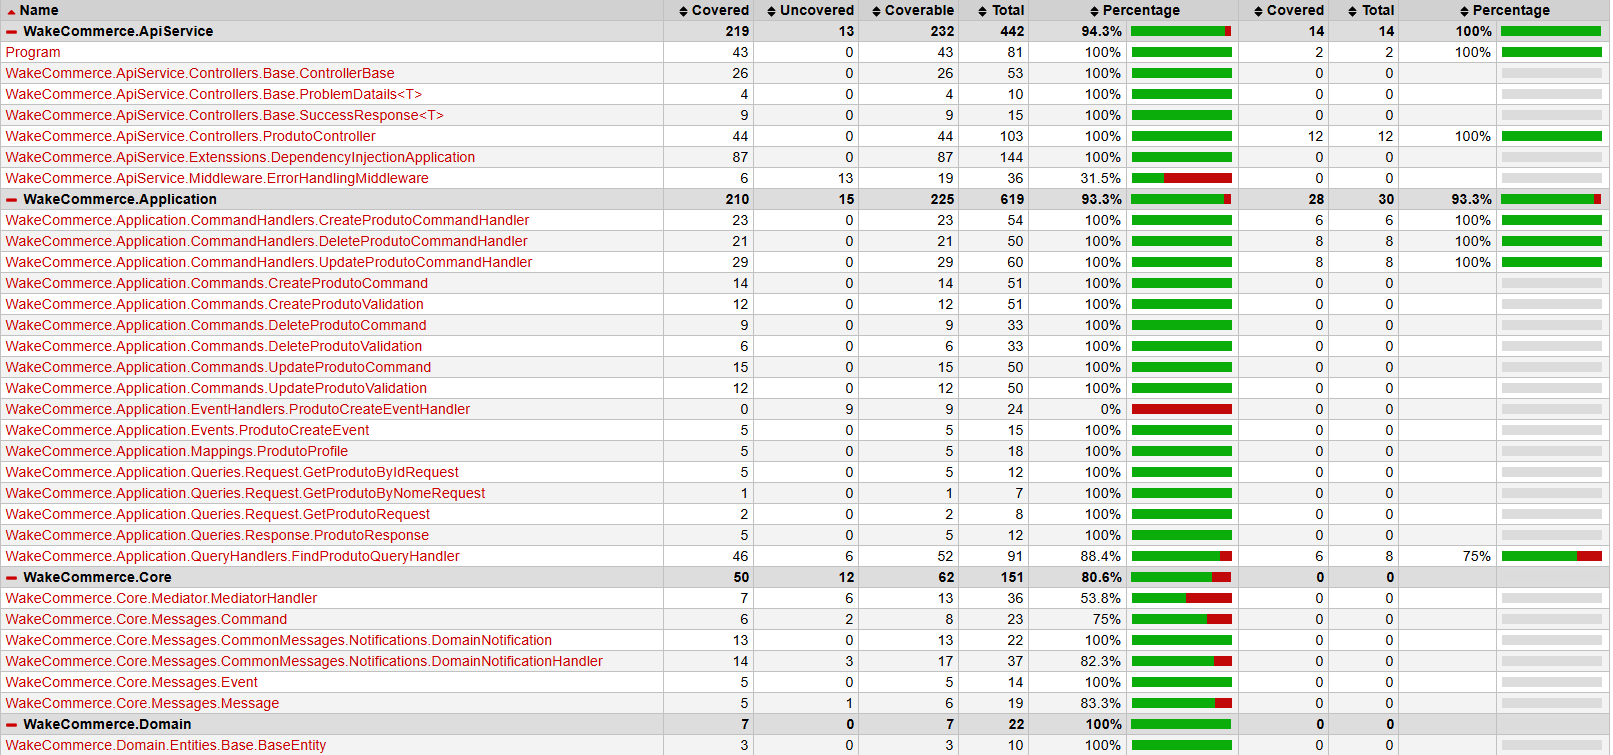 Name Covered Uncovered Coverable Total Percentage Covered Total Percentage
WakeCommerce.ApiService 219 13 232 442 94.3% 14 14 100%
Program 43 0 43 81 100% 2 2 100%
WakeCommerce.ApiService.Controllers.Base.ControllerBase 26 0 26 53 100% 0 0
WakeCommerce.ApiService.Controllers.Base.ProblemDatails<T> 4 0 4 10 100% 0 0
WakeCommerce.ApiService.Controllers.Base.SuccessResponse<T> 9 0 9 15 100% 0 0
WakeCommerce.ApiService.Controllers.ProdutoController 44 0 44 103 100% 12 12 100%
WakeCommerce.ApiService.Extenssions.DependencyInjectionApplication 87 0 87 144 100% 0 0
WakeCommerce.ApiService.Middleware.ErrorHandlingMiddleware 6 13 19 36 31.5% 0 0
WakeCommerce.Application 210 15 225 619 93.3% 28 30 93.3%
WakeCommerce.Application.CommandHandlers.CreateProdutoCommandHandler 23 0 23 54 100% 6 6 100%
WakeCommerce.Application.CommandHandlers.DeleteProdutoCommandHandler 21 0 21 50 100% 8 8 100%
WakeCommerce.Application.CommandHandlers.UpdateProdutoCommandHandler 29 0 29 60 100% 8 8 100%
WakeCommerce.Application.Commands.CreateProdutoCommand 14 0 14 51 100% 0 0
WakeCommerce.Application.Commands.CreateProdutoValidation 12 0 12 51 100% 0 0
WakeCommerce.Application.Commands.DeleteProdutoCommand 9 0 9 33 100% 0 0
WakeCommerce.Application.Commands.DeleteProdutoValidation 6 0 6 33 100% 0 0
WakeCommerce.Application.Commands.UpdateProdutoCommand 15 0 15 50 100% 0 0
WakeCommerce.Application.Commands.UpdateProdutoValidation 12 0 12 50 100% 0 0
WakeCommerce.Application.EventHandlers.ProdutoCreateEventHandler 0 9 9 24 0% 0 0
WakeCommerce.Application.Events.ProdutoCreateEvent 5 0 5 15 100% 0 0
WakeCommerce.Application.Mappings.ProdutoProfile 5 0 5 18 100% 0 0
WakeCommerce.Application.Queries.Request.GetProdutoByIdRequest 5 0 5 12 100% 0 0
WakeCommerce.Application.Queries.Request.GetProdutoByNomeRequest 1 0 1 7 100% 0 0
WakeCommerce.Application.Queries.Request.GetProdutoRequest 2 0 2 8 100% 0 0
WakeCommerce.Application.Queries.Response.ProdutoResponse 5 0 5 12 100% 0 0
WakeCommerce.Application.QueryHandlers.FindProdutoQueryHandler 46 6 52 91 88.4% 6 8 75%
WakeCommerce.Core 50 12 62 151 80.6% 0 0
WakeCommerce.Core.Mediator.MediatorHandler 7 6 13 36 53.8% 0 0
WakeCommerce.Core.Messages.Command 6 2 8 23 75% 0 0
WakeCommerce.Core.Messages.CommonMessages.Notifications.DomainNotification 13 0 13 22 100% 0 0
WakeCommerce.Core.Messages.CommonMessages.Notifications.DomainNotificationHandler 14 3 17 37 82.3% 0 0
WakeCommerce.Core.Messages.Event 5 0 5 14 100% 0 0
WakeCommerce.Core.Messages.Message 5 1 6 19 83.3% 0 0
WakeCommerce.Domain 7 0 7 22 100% 0 0
WakeCommerce.Domain.Entities.Base.BaseEntity 3 0 3 10 100% 0 0